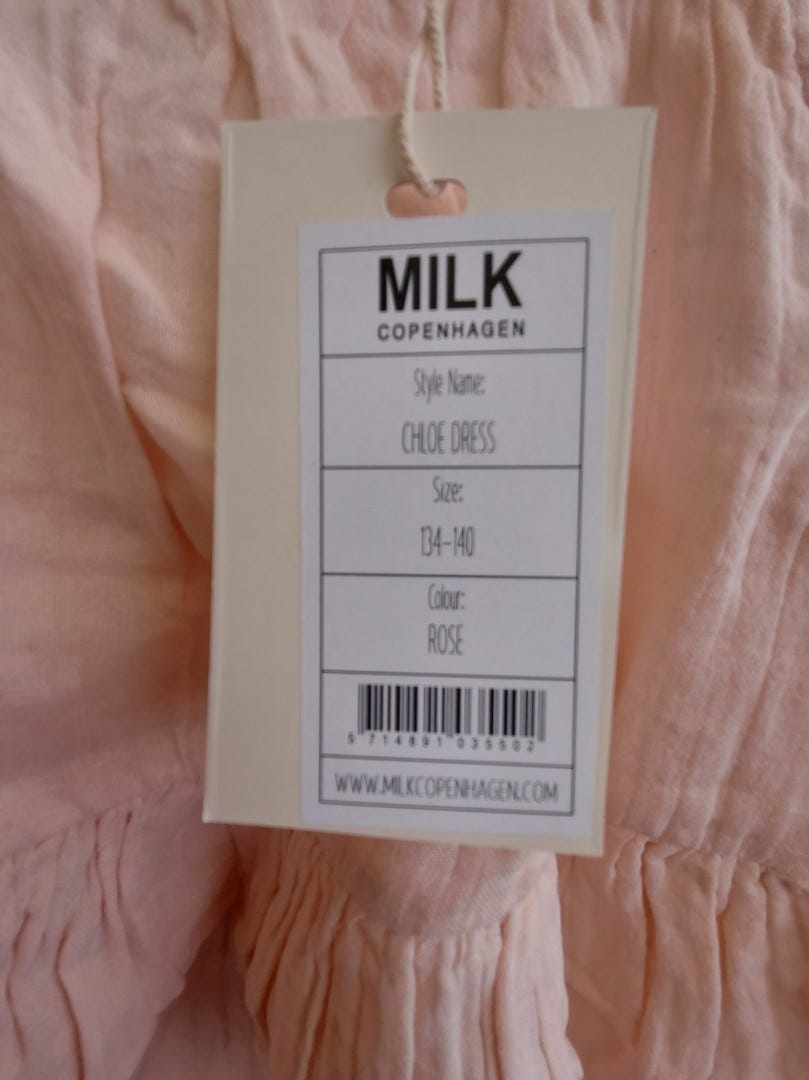 MILK
COPENHAGEN
Style Name:
CHLOE DRESS
Size:
134-140
Colour:
ROSE
5 714891 035502
WWW.MILKCOPENHAGEN.COM